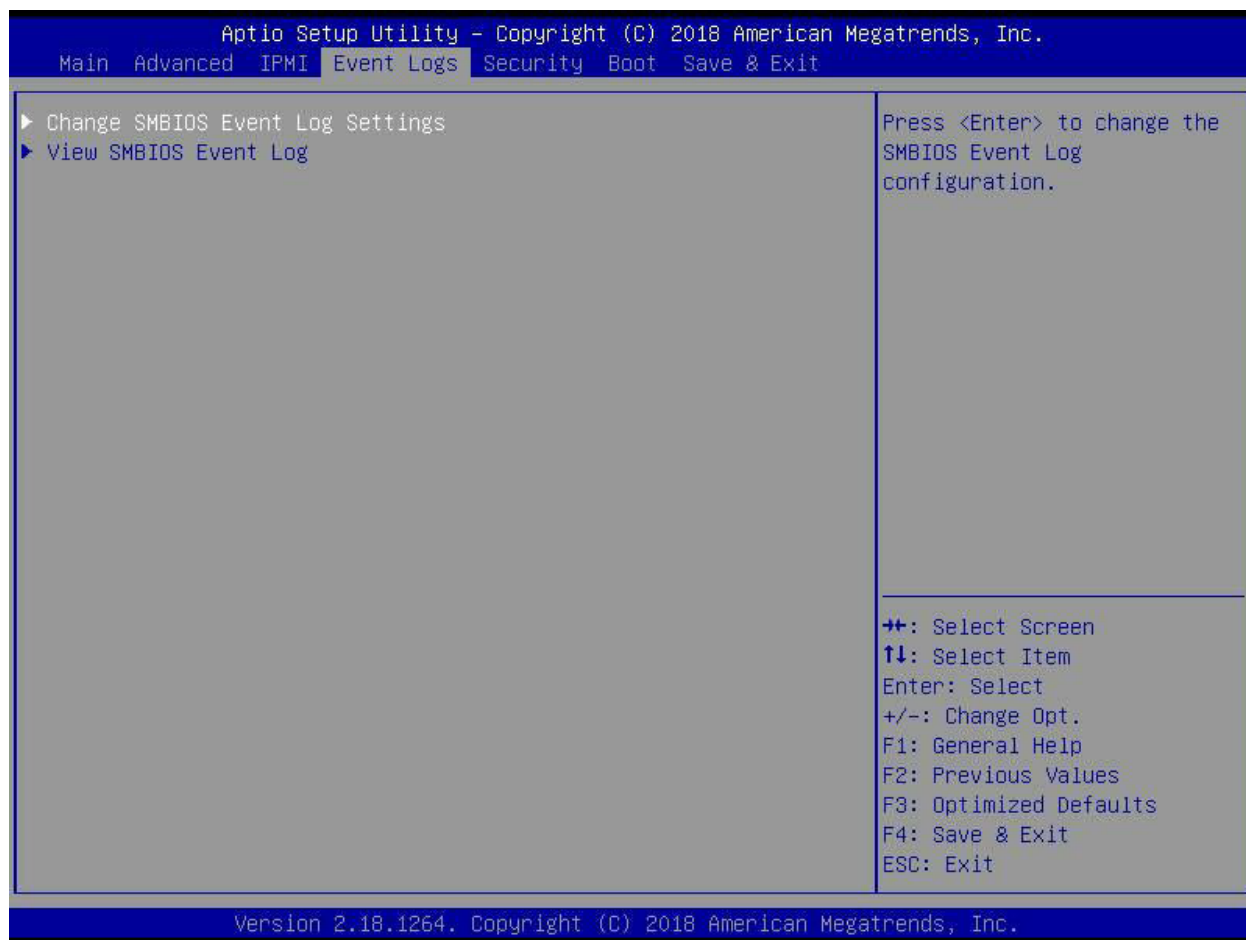 Aptio Setup Utility – Copyright (C) 2018 American Megatrends, Inc.
Main Advanced IPMI Event Logs Security Boot Save & Exit
► Change SMBIOS Event Log Settings
► View SMBIOS Event Log
Press <Enter> to change the
SMBIOS Event Log
configuration.
→←: Select Screen
↑↓: Select Item
Enter: Select
+/-: Change Opt.
F1: General Help
F2: Previous Values
F3: Optimized Defaults
F4: Save & Exit
ESC: Exit
Version 2.18.1264. Copyright (C) 2018 American Megatrends, Inc.